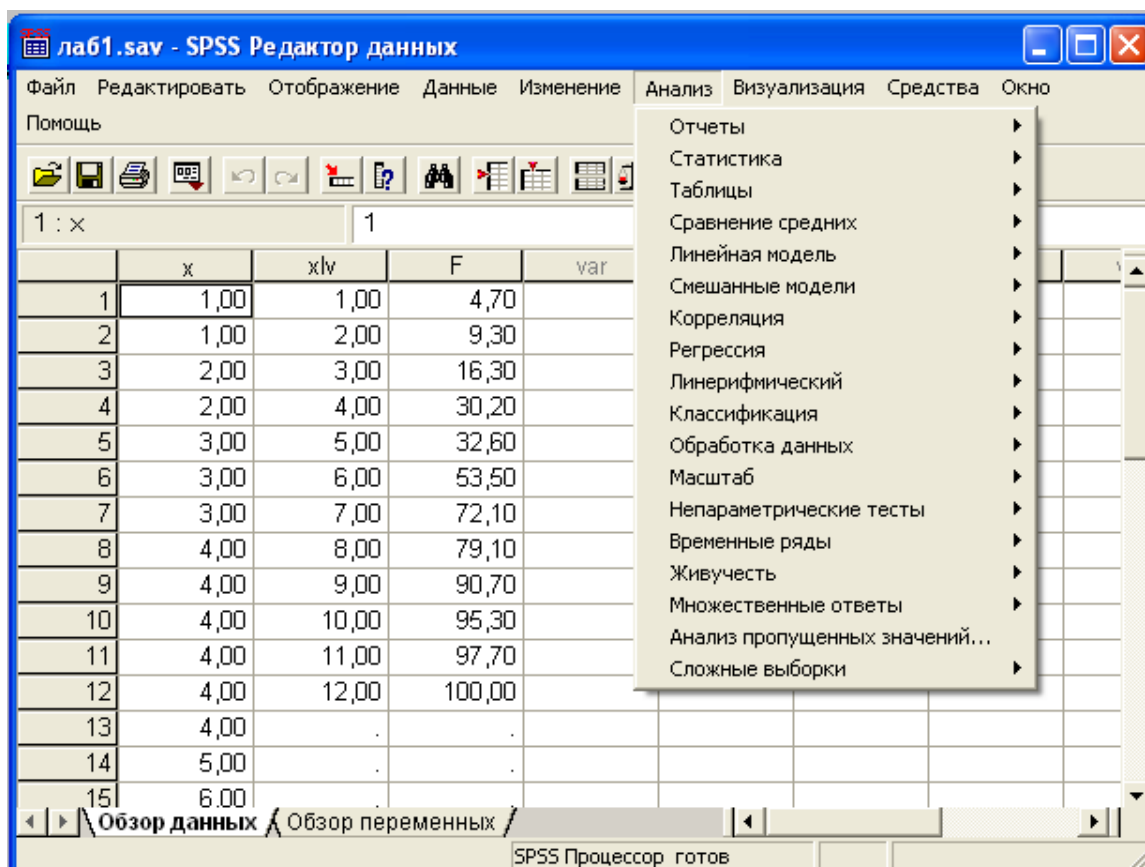 лаб1.sav - SPSS Редактор данных
Файл Редактировать Отображение Данные Изменение Анализ Визуализация Средства Окно
Помощь
1 : x 1
x xlv F var
1 1,00 1,00 4,70
2 1,00 2,00 9,30
3 2,00 3,00 16,30
4 2,00 4,00 30,20
5 3,00 5,00 32,60
6 3,00 6,00 53,50
7 3,00 7,00 72,10
8 4,00 8,00 79,10
9 4,00 9,00 90,70
10 4,00 10,00 95,30
11 4,00 11,00 97,70
12 4,00 12,00 100,00
13 4,00 . .
14 5,00 . .
15 6,00
Отчеты
Статистика
Таблицы
Сравнение средних
Линейная модель
Смешанные модели
Корреляция
Регрессия
Линерифмический
Классификация
Обработка данных
Масштаб
Непараметрические тесты
Временные ряды
Живучесть
Множественные ответы
Анализ пропущенных значений...
Сложные выборки
Обзор данных Обзор переменных
SPSS Процессор готов